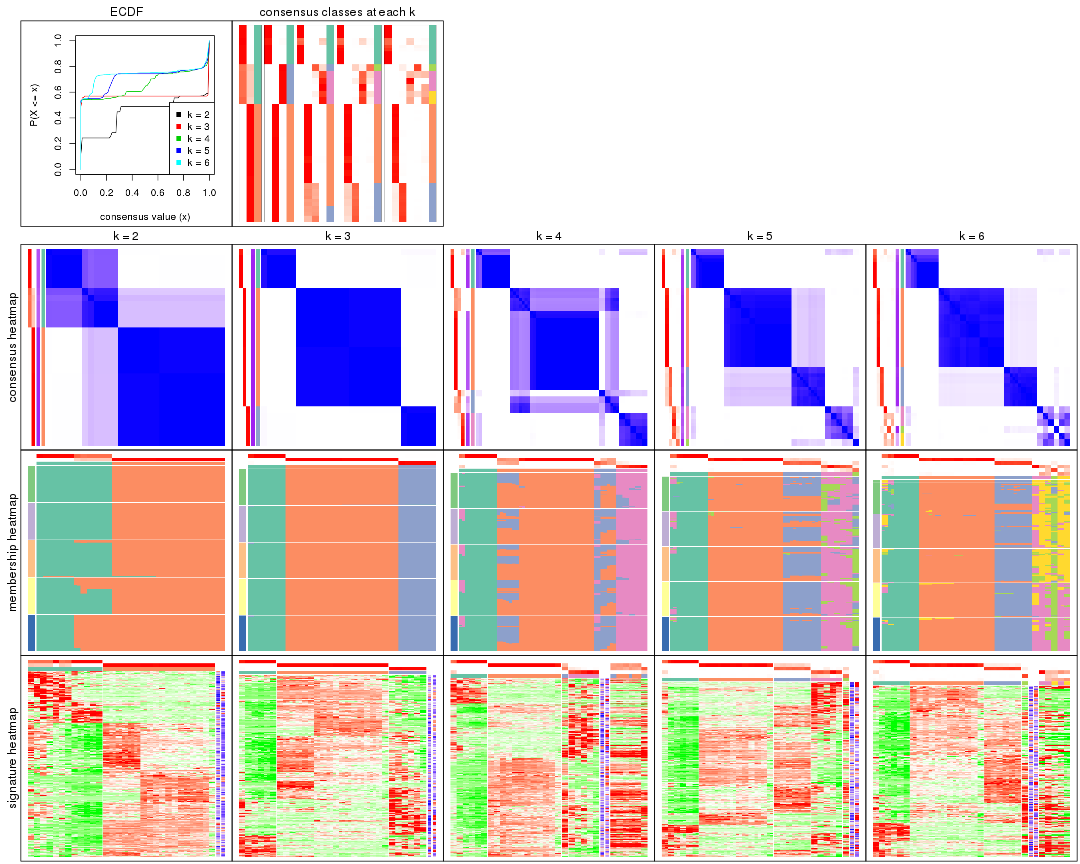 ECDF
consensus classes at each k
P(X <= x)
0.0 0.2 0.4 0.6 0.8 1.0
k = 2
k = 3
k = 4
k = 5
k = 6
0.0 0.2 0.4 0.6 0.8 1.0
consensus value (x)
k = 2
k = 3
k = 4
k = 5
k = 6
consensus heatmap
membership heatmap
signature heatmap